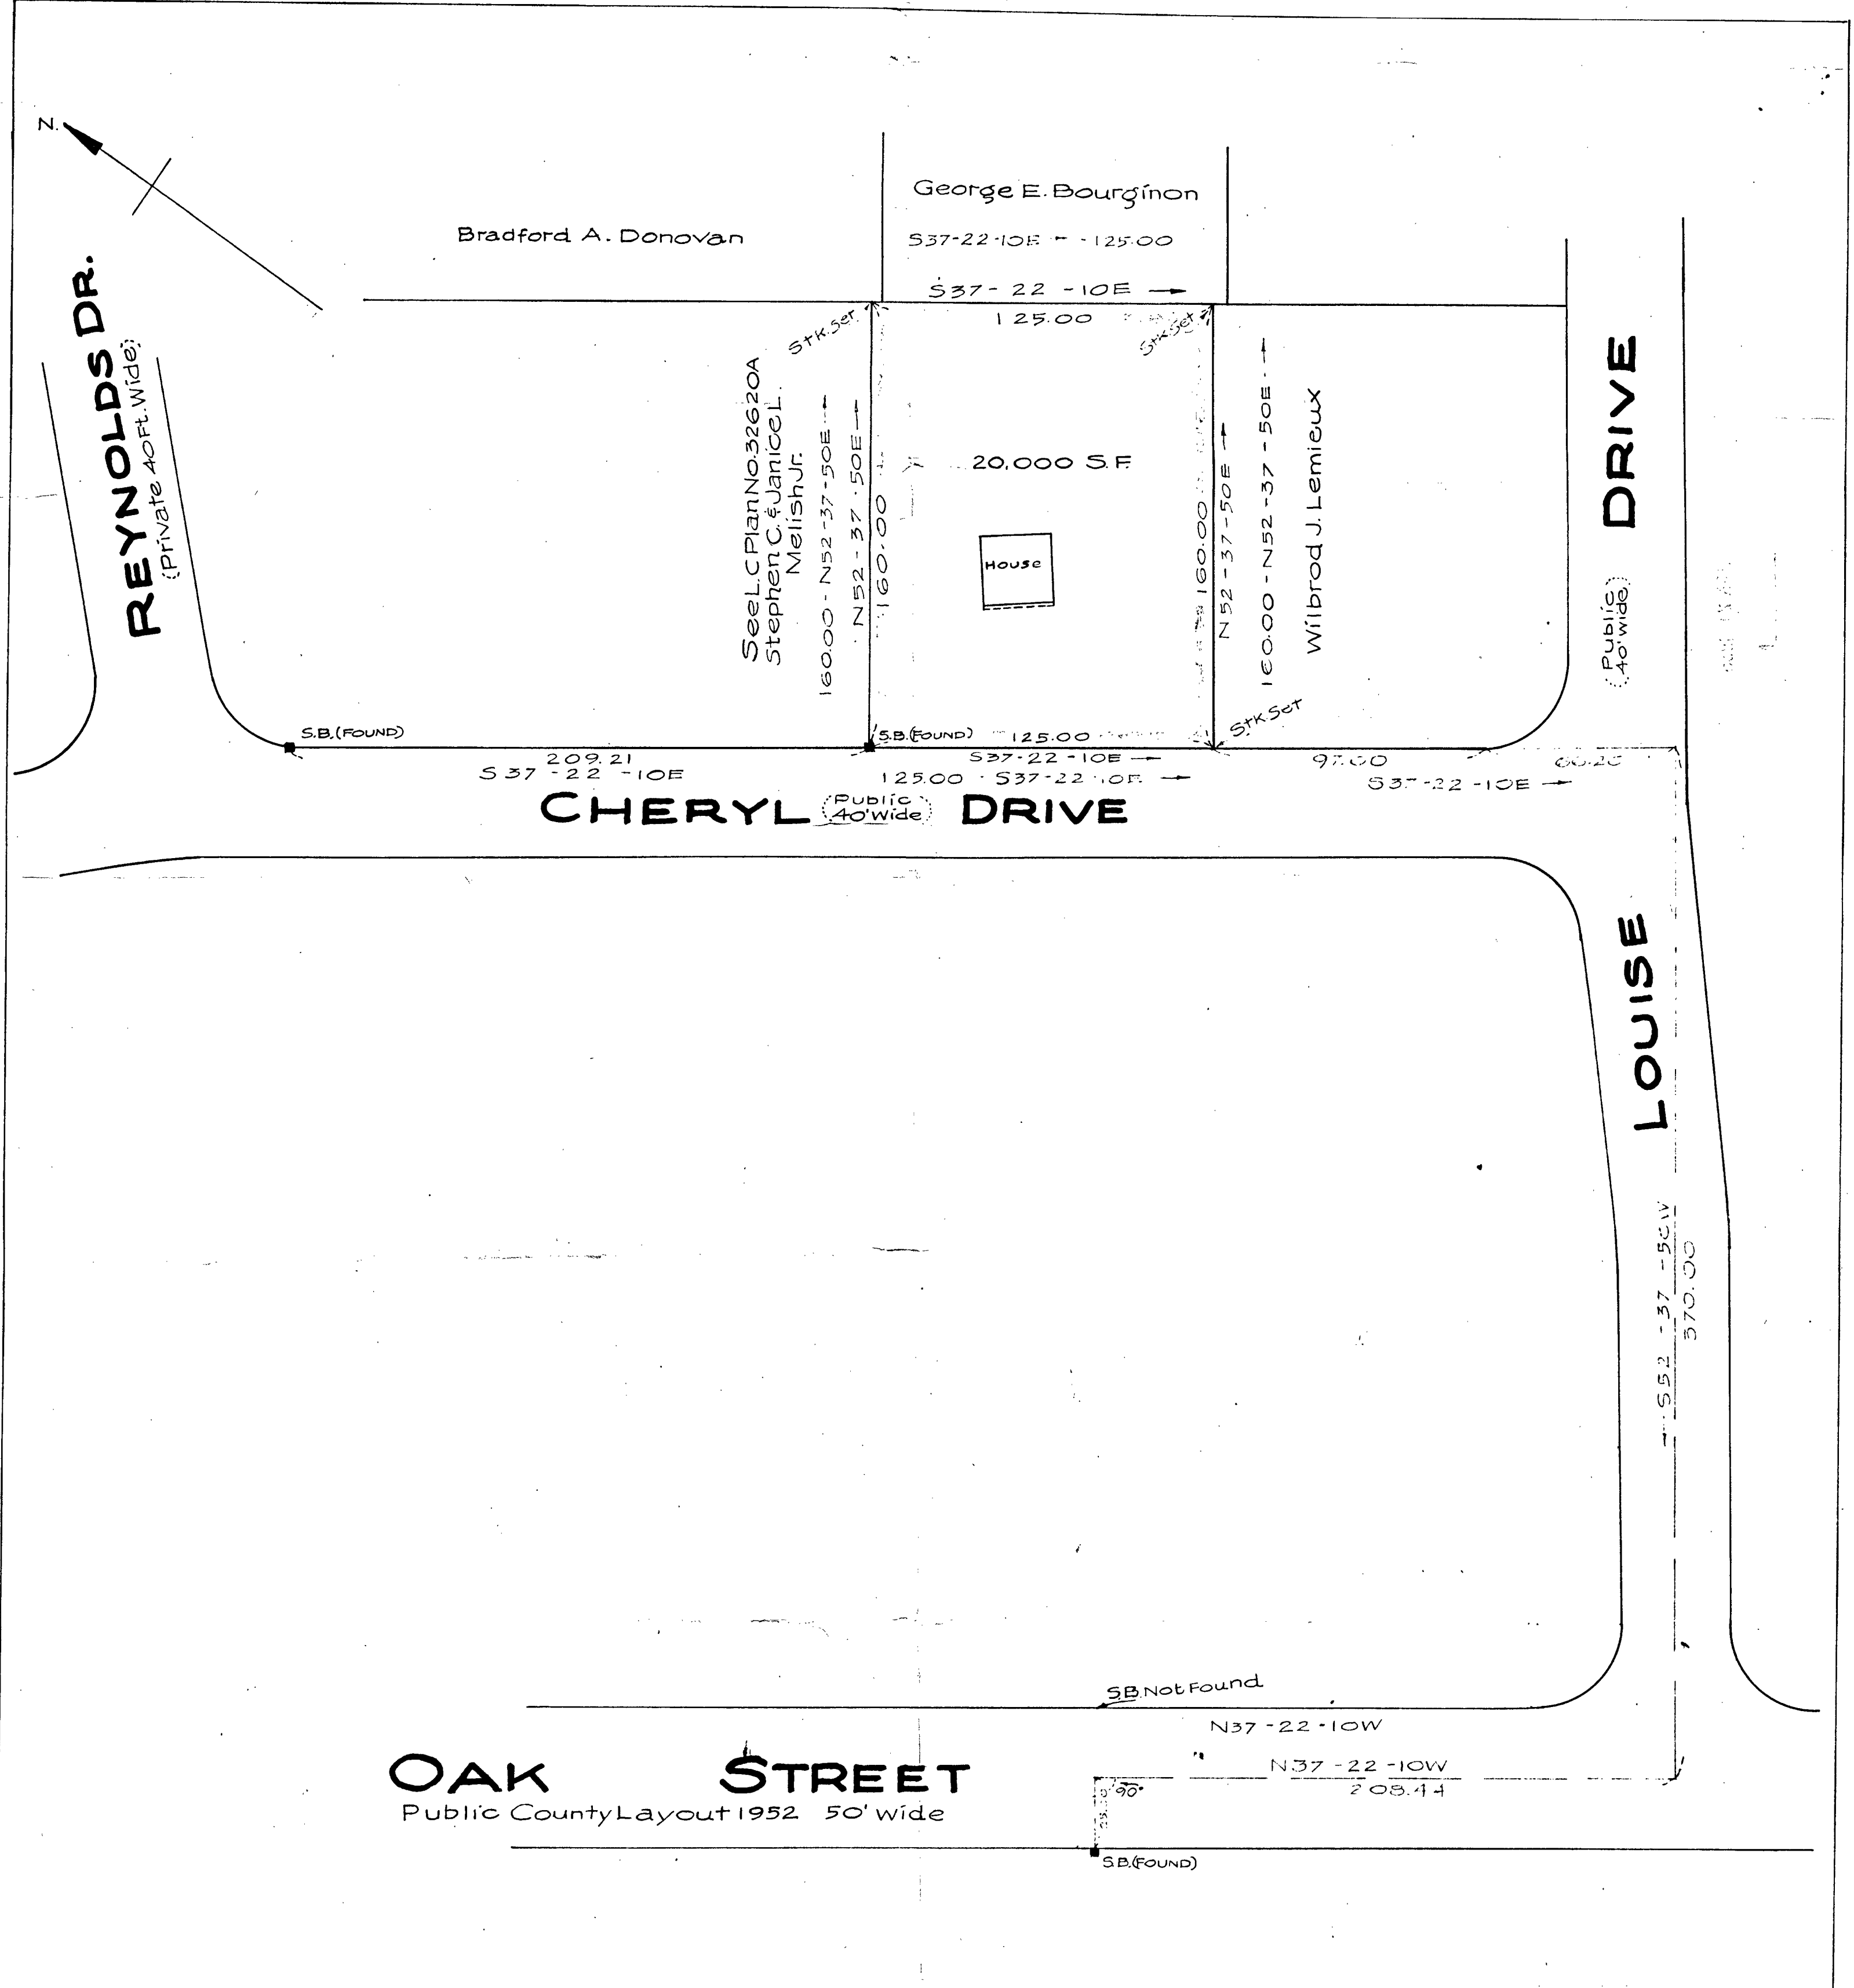 N.
George E. Bourginon
Bradford A. Donovan
S37-22-10E - -125.00
S37-22-10E
125.00
Stk.Set
Stk.Set
REYNOLDS DR.
(Private 40Ft.Wide)
See L.C Plan No.32620A
Stephen C. & Janice L.
Melish Jr.
160.00 - N52-37-50E
N52-37-50E
160.00
20,000 S.F.
House
160.00
N52-37-50E
160.00 - N52-37-50E
Wilbrod J. Lemieux
DRIVE
(Public
40'wide)
Stk.Set
S.B.(FOUND)
S.B.(FOUND)
125.00
209.21
S37-22-10E
S37-22-10E
125.00 - S37-22-10E
97.00
S37-22-10E
CHERYL (Public 40'Wide) DRIVE
LOUISE
S52-37-50W
370.00
S.B. Not Found
N37-22-10W
N37-22-10W
208.44
90°
OAK STREET
Public County Layout 1952 50' wide
S.B.(FOUND)